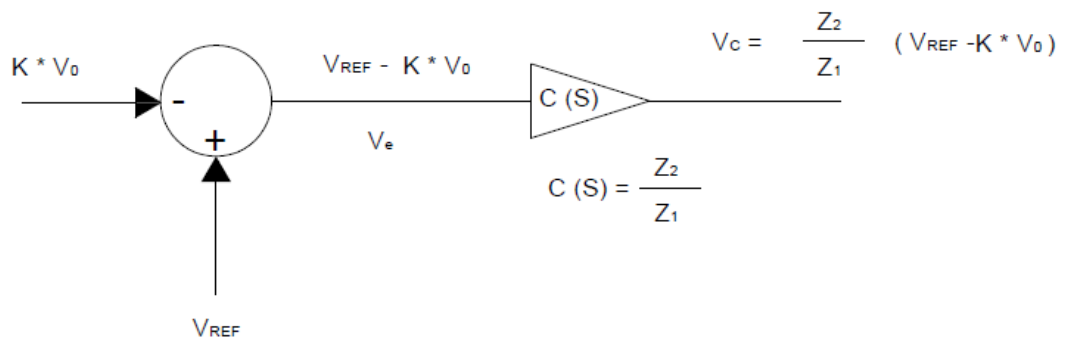 K * V0
-
+
VREF
VREF - K * V0
Ve
C (S)
C (S) = Z2 / Z1
VC = Z2 / Z1 ( VREF -K * V0 )